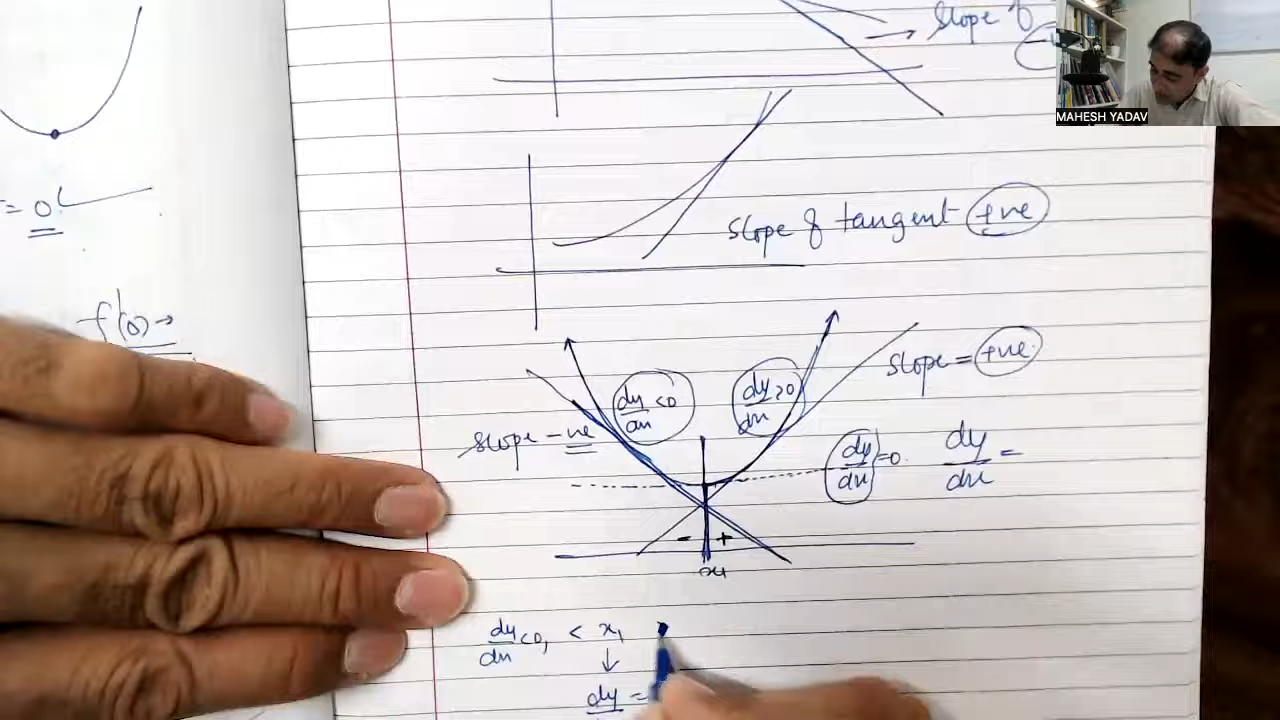 slope of
MAHESH YADAV
= 0
slope of tangent +ve
f'(0) →
slope = +ve
dy/dx < 0
dy/dx > 0
slope -ve
dy/dx = 0. dy/dx =
- +
x1
dy/dx < 0, < x1
↓
dy =